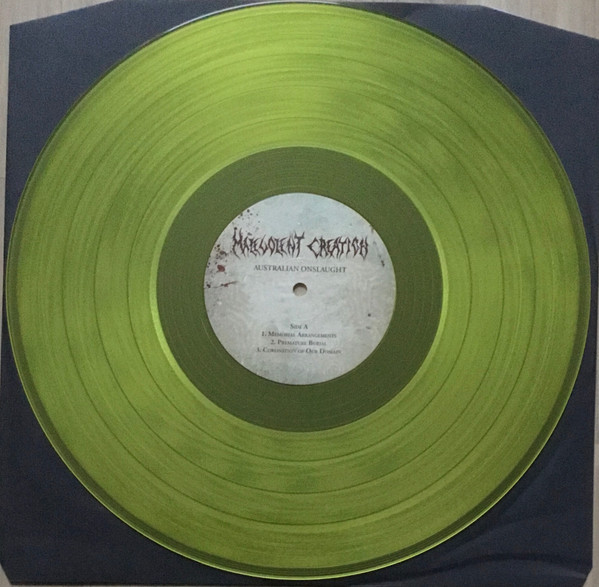 MALEVOLENT CREATION
AUSTRALIAN ONSLAUGHT
SIDE A
1. MEMORIAL ARRANGEMENTS
2. PREMATURE BURIAL
3. CORONATION OF OUR DOMAIN